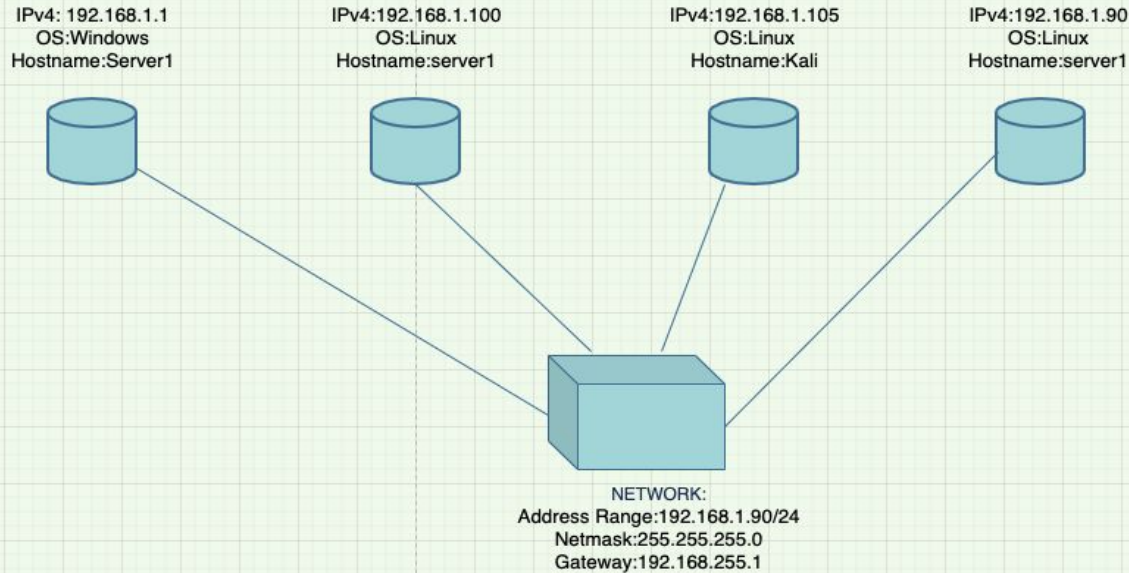 IPv4: 192.168.1.1
OS:Windows
Hostname:Server1
IPv4:192.168.1.100
OS:Linux
Hostname:server1
IPv4:192.168.1.105
OS:Linux
Hostname:Kali
IPv4:192.168.1.90
OS:Linux
Hostname:server1
NETWORK:
Address Range:192.168.1.90/24
Netmask:255.255.255.0
Gateway:192.168.255.1